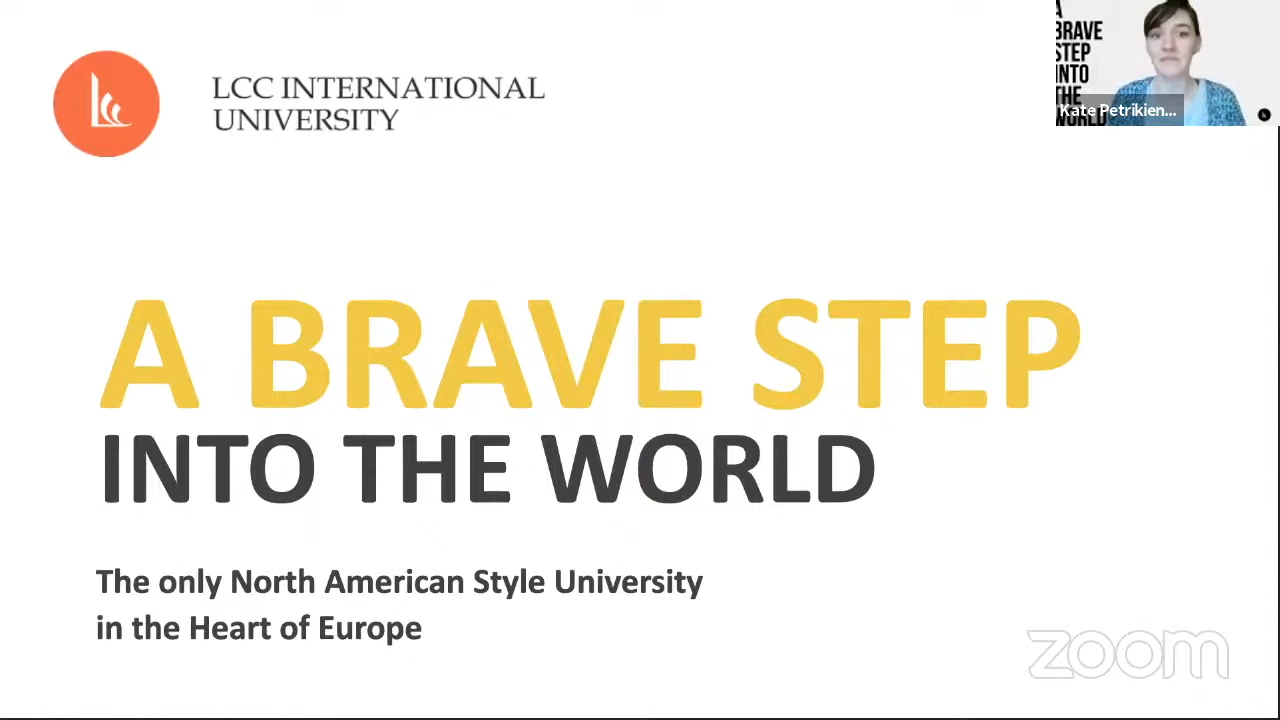 LCC INTERNATIONAL
UNIVERSITY
A
BRAVE
STEP
INTO
THE
WORLD
Kate Petrikien...
A BRAVE STEP
INTO THE WORLD
The only North American Style University
in the Heart of Europe
zoom